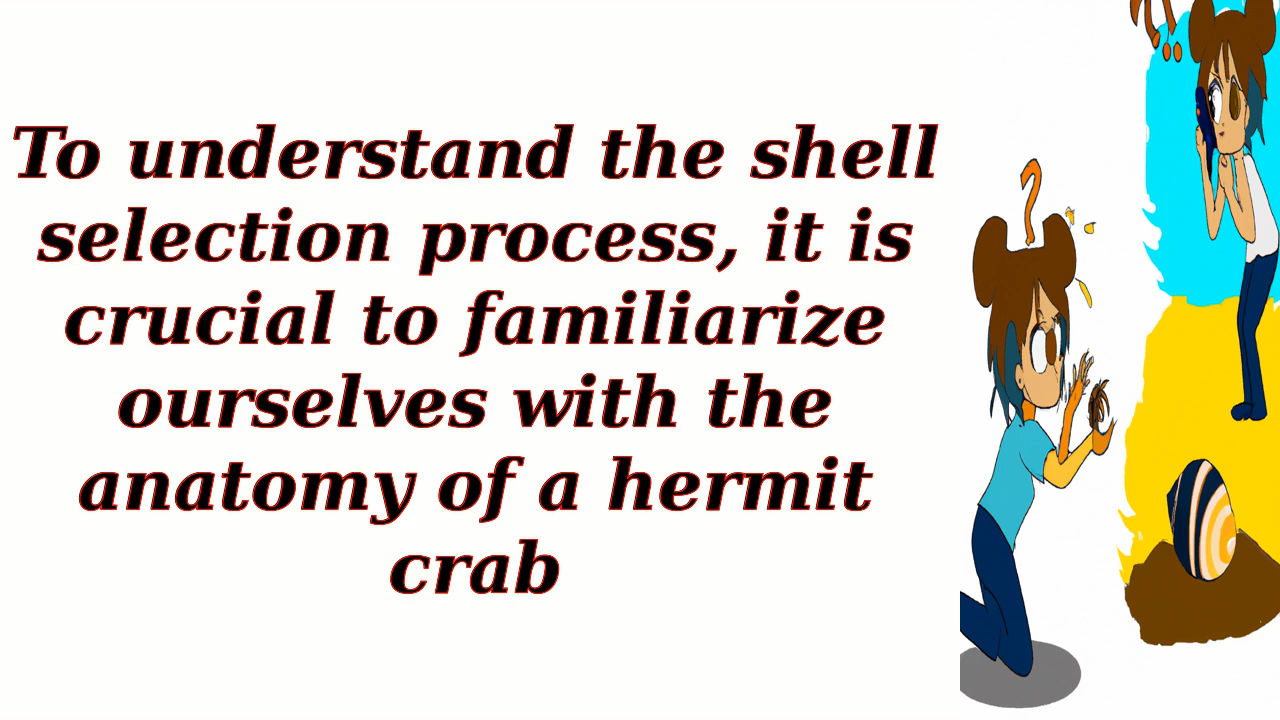 To understand the shell
selection process, it is
crucial to familiarize
ourselves with the
anatomy of a hermit
crab